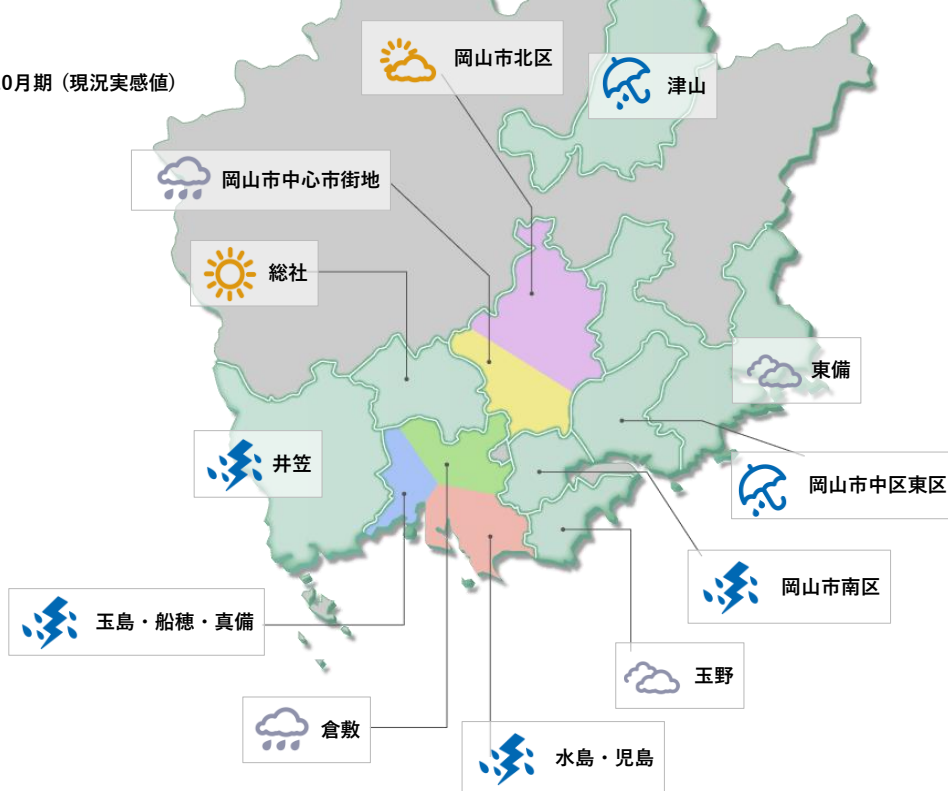 岡山市北区
津山
0月期（現況実感値）
岡山市中心市街地
総社
東備
井笠
岡山市中区東区
岡山市南区
玉島・船穂・真備
玉野
倉敷
水島・児島